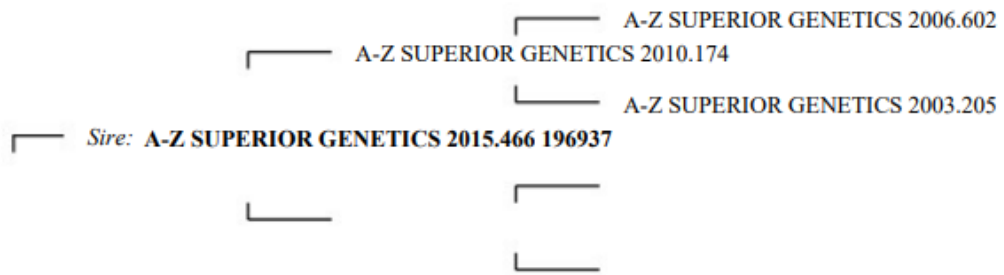 A-Z SUPERIOR GENETICS 2006.602
A-Z SUPERIOR GENETICS 2010.174
A-Z SUPERIOR GENETICS 2003.205
Sire: A-Z SUPERIOR GENETICS 2015.466 196937